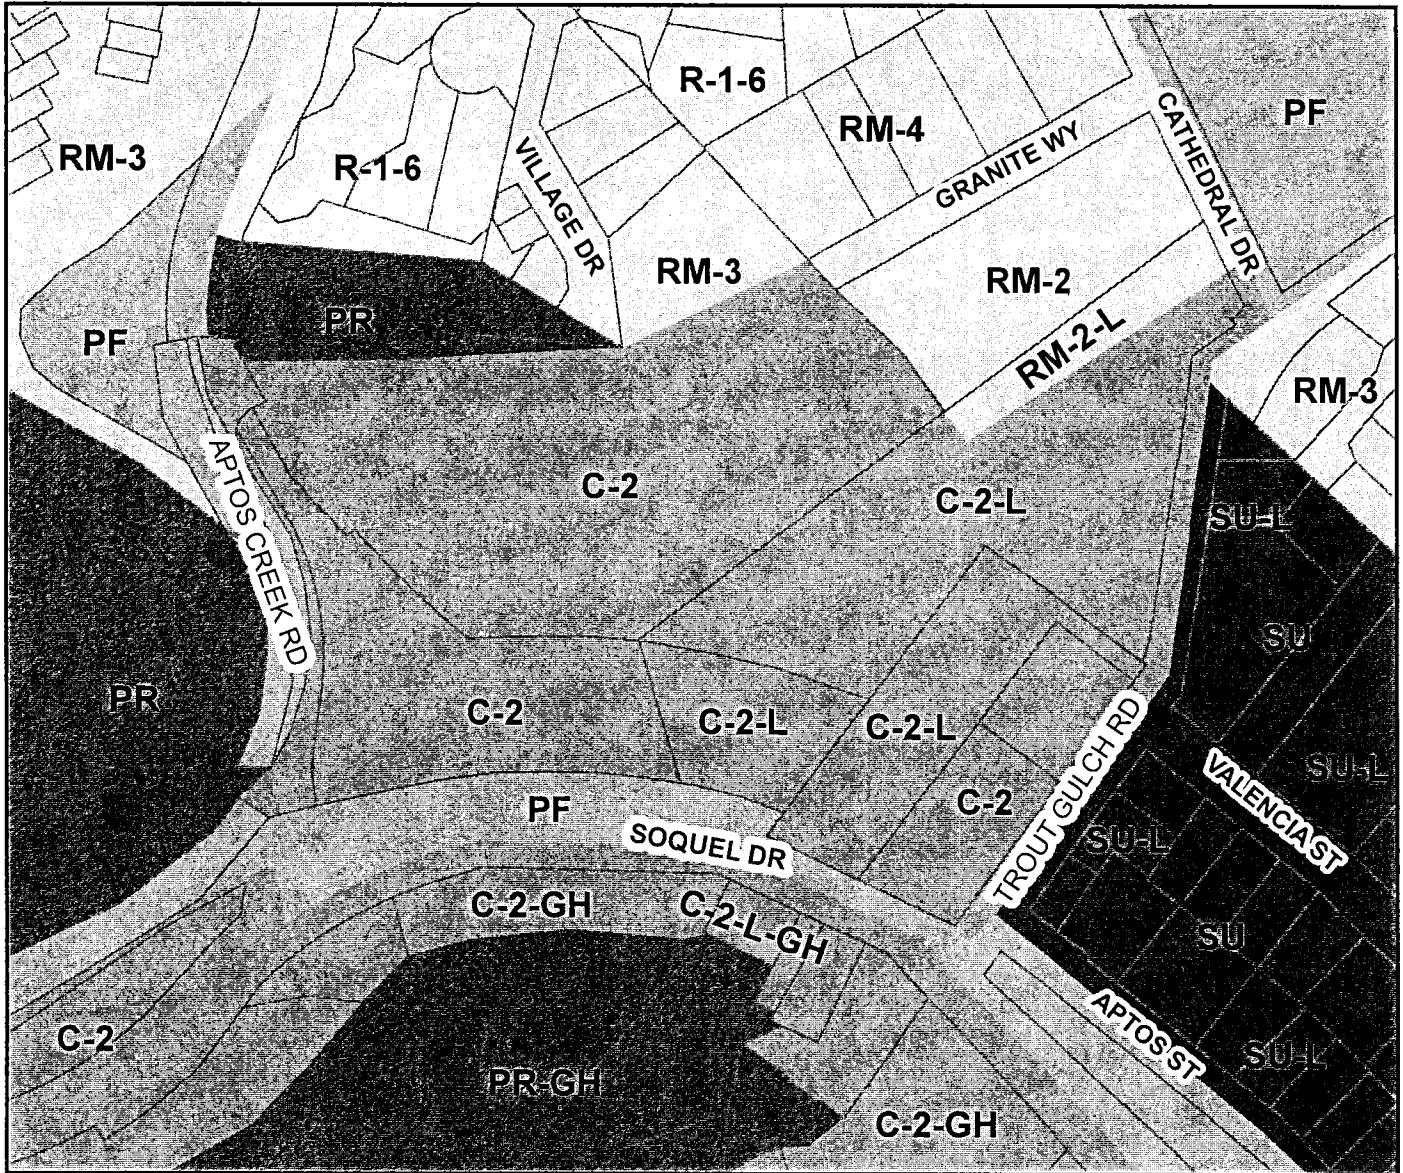 R-1-6
PF
RM-4
CATHEDRAL DR
RM-3
R-1-6
VILLAGE DR
GRANITE WY
RM-3
RM-2
PR
PF
RM-2-L
RM-3
APTOS CREEK RD
C-2
C-2-L
SU-L
SU
PR
C-2
C-2-L
C-2-L
TROUT GULCH RD
SU-L
VALENCIA ST
PF
C-2
SOQUEL DR
SU-L
C-2-GH
C-2-L-GH
SU
C-2
APTOS ST
SU-L
PR-GH
C-2-GH